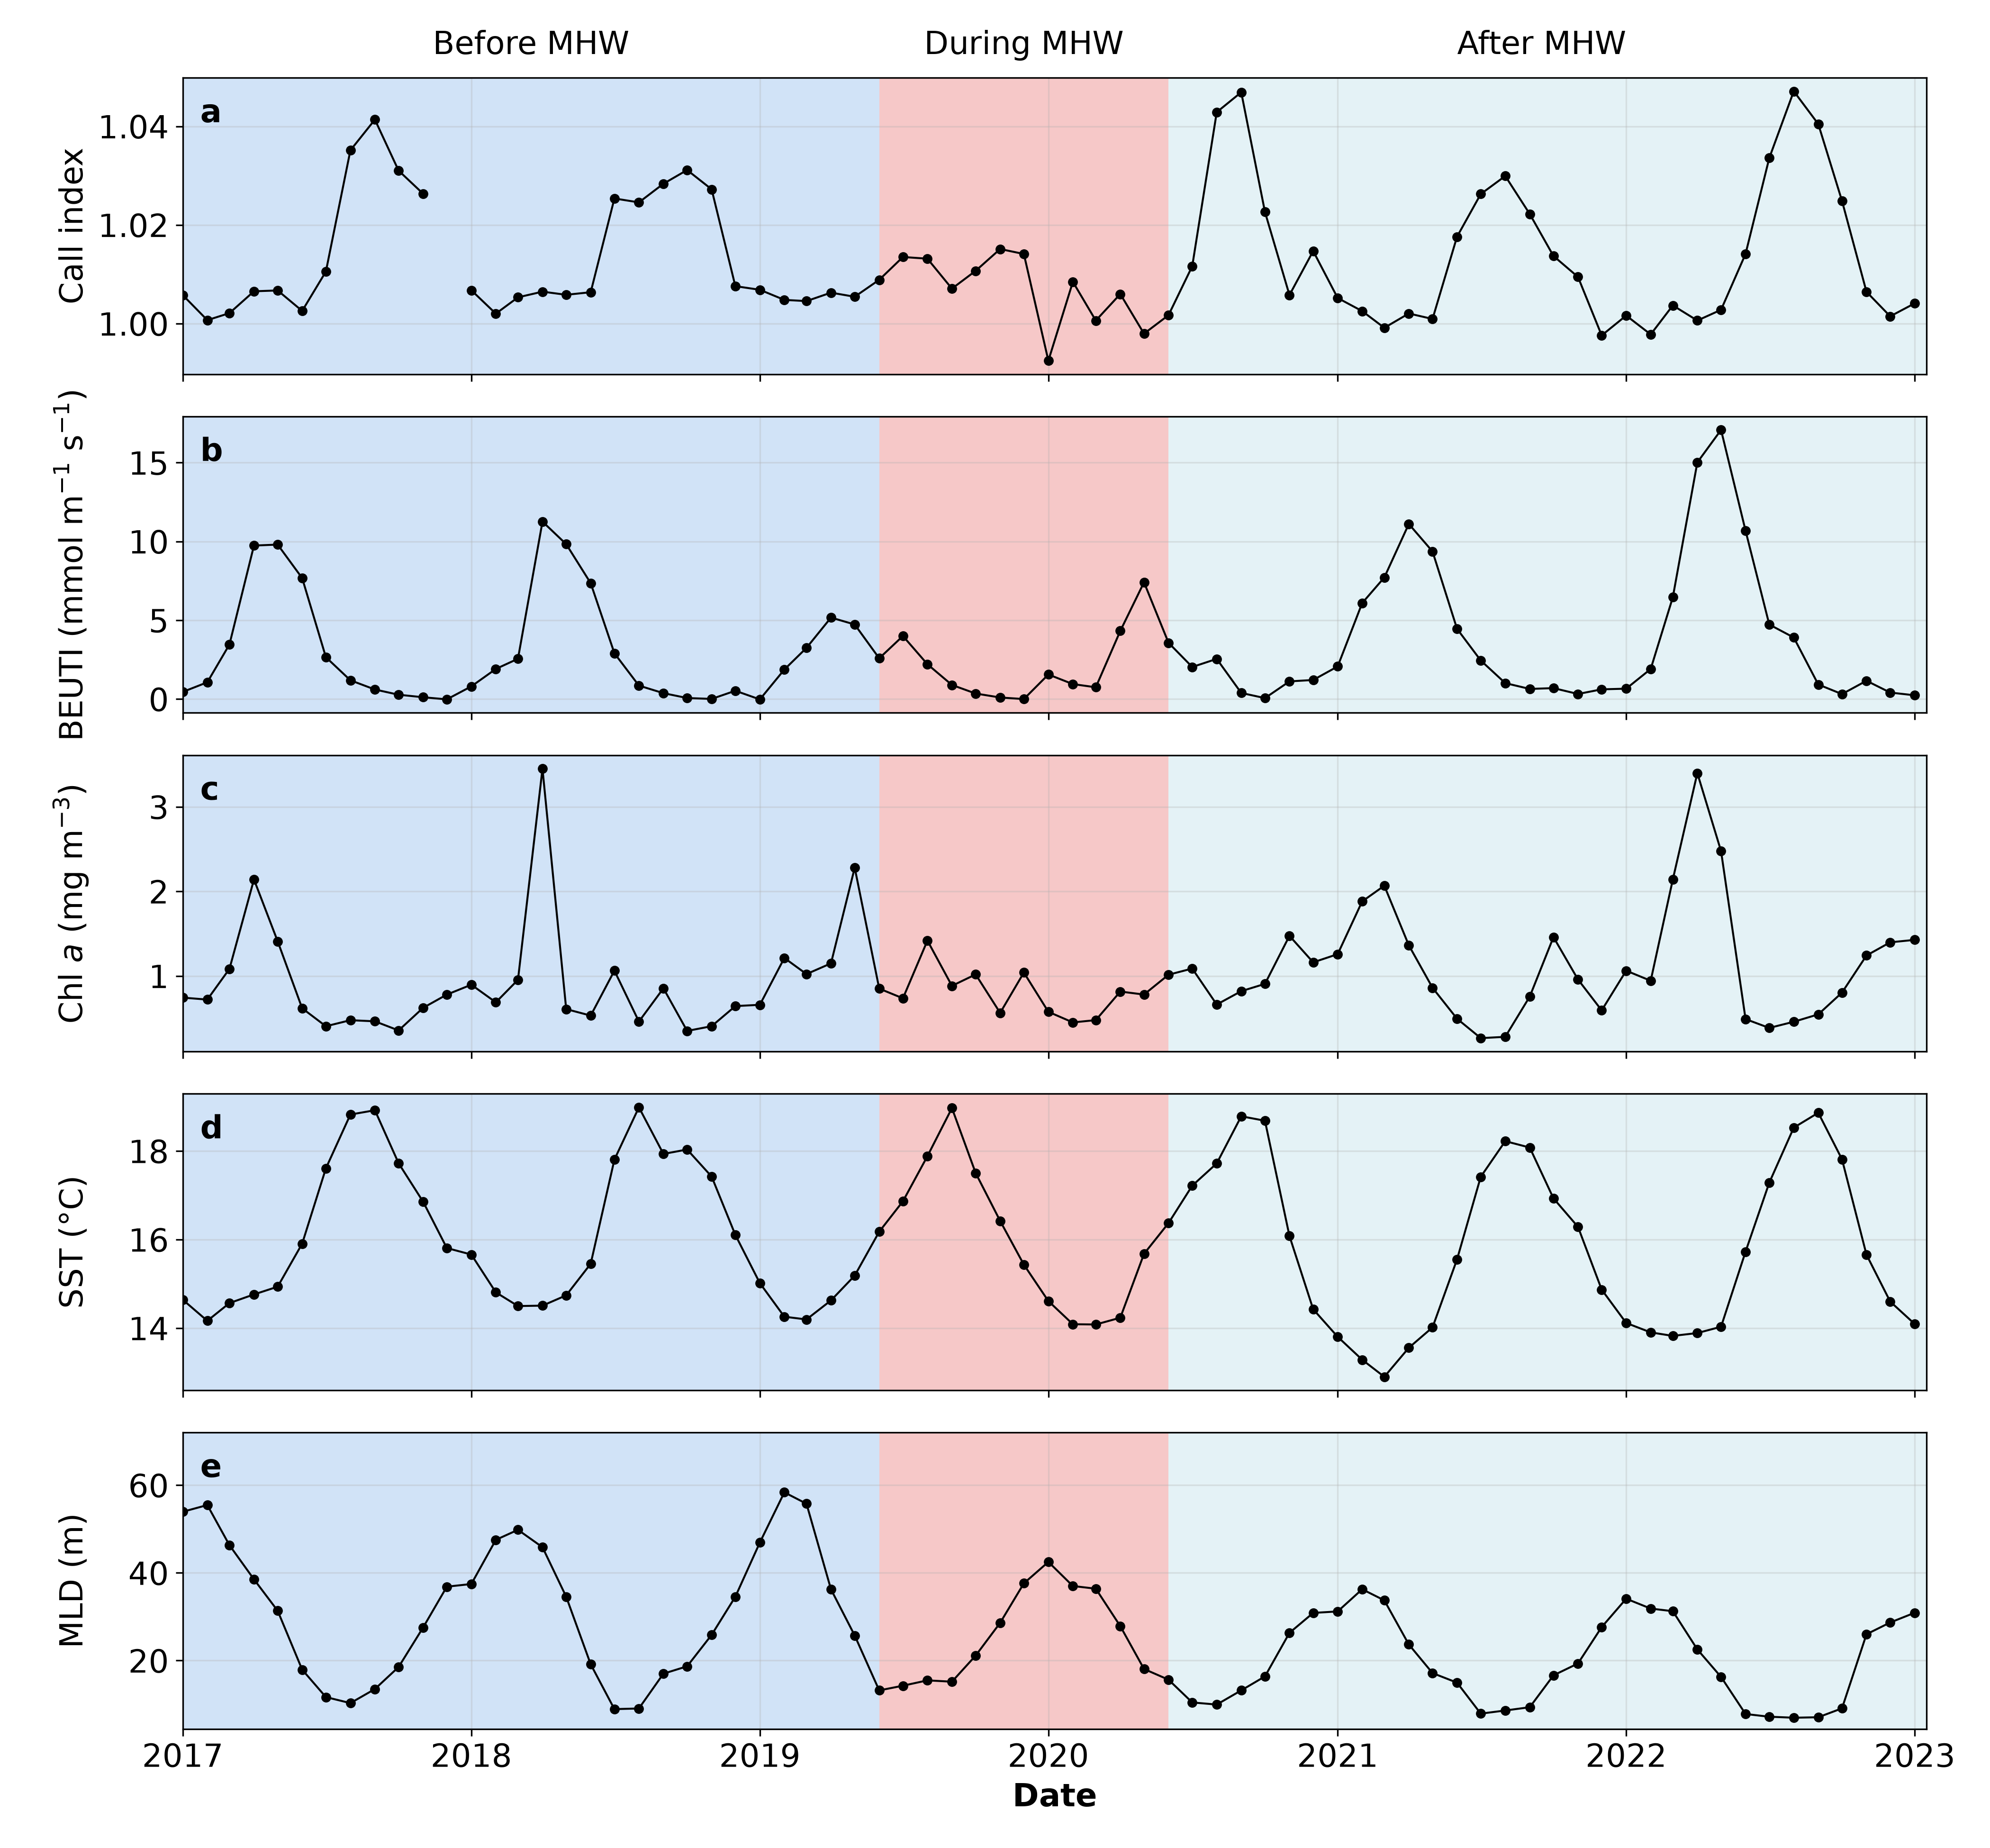 Before MHW During MHW After MHW
a
Call index
1.04
1.02
1.00
b
BEUTI (mmol m⁻¹ s⁻¹)
15
10
5
0
c
Chl a (mg m⁻³)
3
2
1
d
SST (°C)
18
16
14
e
MLD (m)
60
40
20
2017 2018 2019 2020 2021 2022 2023
Date